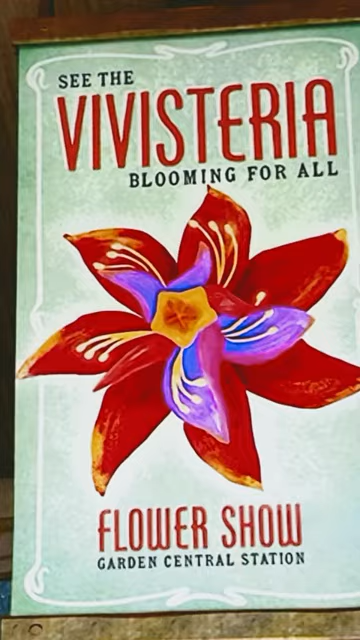 SEE THE
VIVISTERIA
BLOOMING FOR ALL
FLOWER SHOW
GARDEN CENTRAL STATION